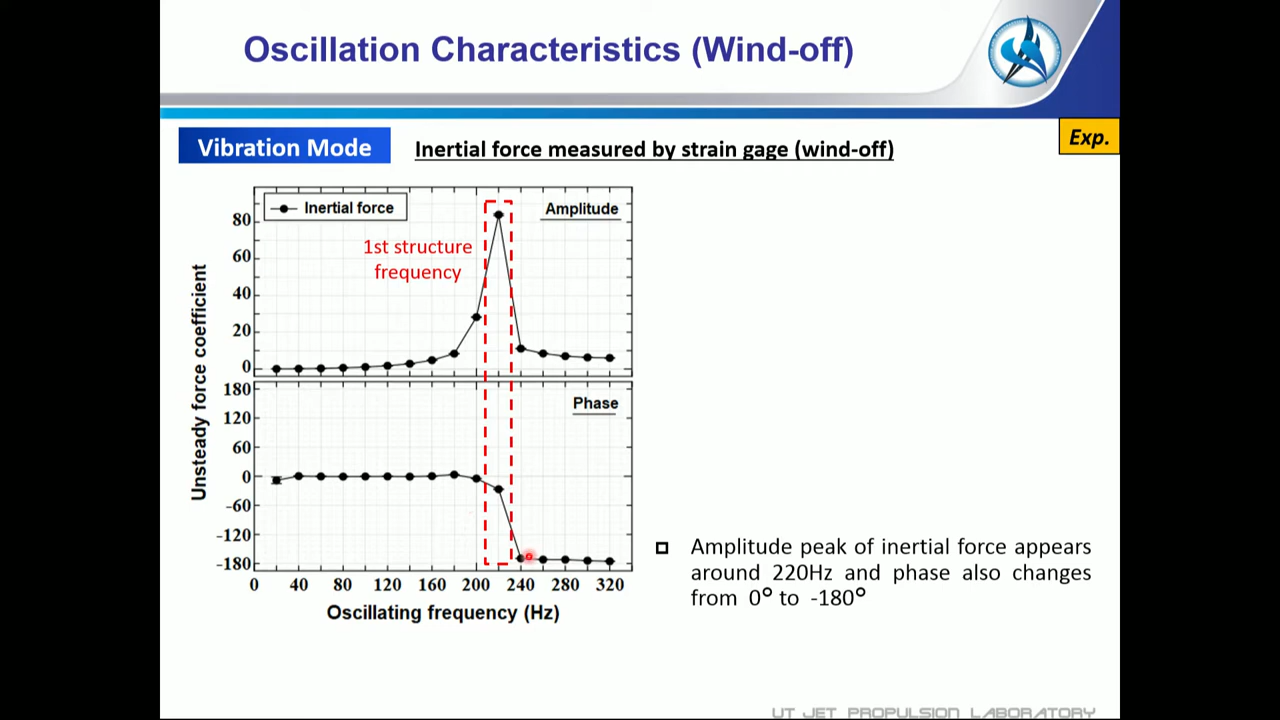 Oscillation Characteristics (Wind-off)
Exp.
Vibration Mode
Inertial force measured by strain gage (wind-off)
Inertial force
Amplitude
1st structure
frequency
80
60
40
20
0
Unsteady force coefficient
Phase
180
120
60
0
-60
-120
-180
0 40 80 120 160 200 240 280 320
Oscillating frequency (Hz)
Amplitude peak of inertial force appears
around 220Hz and phase also changes
from 0° to -180°
UT JET PROPULSION LABORATORY